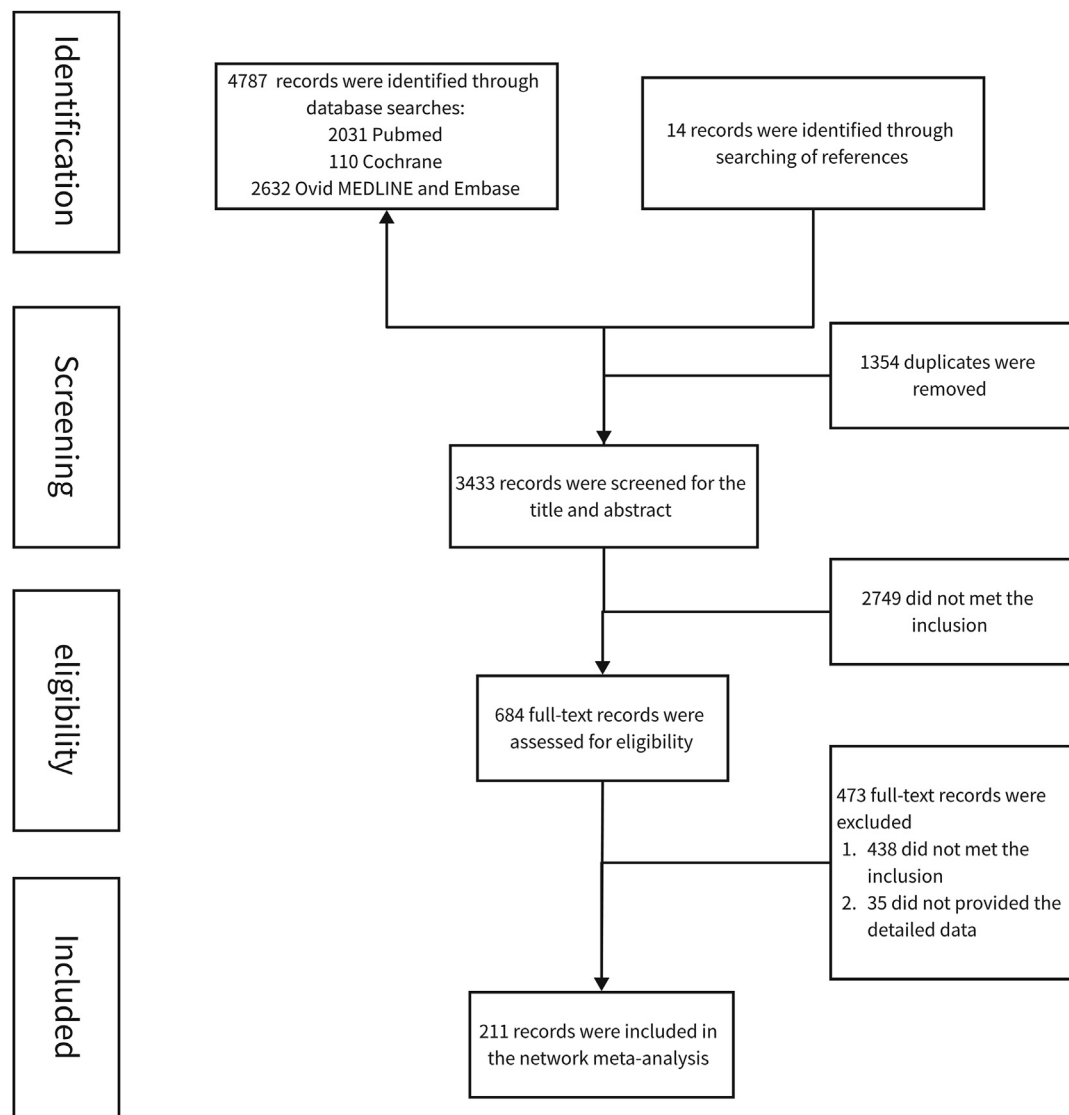 Identification
4787 records were identified through
database searches:
2031 Pubmed
110 Cochrane
2632 Ovid MEDLINE and Embase
14 records were identified through
searching of references
Screening
1354 duplicates were
removed
3433 records were screened for the
title and abstract
2749 did not met the
inclusion
eligibility
684 full-text records were
assessed for eligibility
473 full-text records were
excluded
1. 438 did not met the
inclusion
2. 35 did not provided the
detailed data
Included
211 records were included in
the network meta-analysis